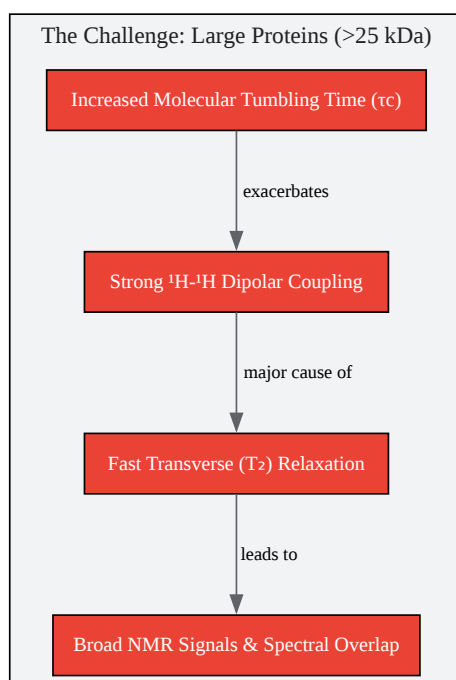 The Challenge: Large Proteins (>25 kDa)
Increased Molecular Tumbling Time (τc)
exacerbates
Strong ¹H-¹H Dipolar Coupling
major cause of
Fast Transverse (T₂) Relaxation
leads to
Broad NMR Signals & Spectral Overlap